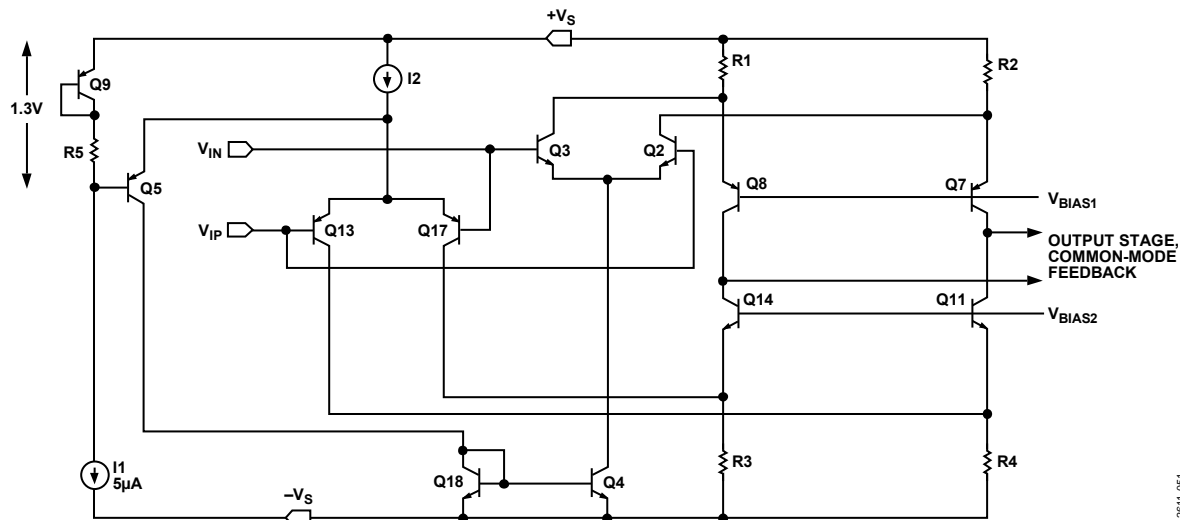 +VS
R1
R2
Q9
I2
1.3V
R5
VIN
Q3
Q2
Q5
Q8
Q7
VBIAS1
VIP
Q13
Q17
OUTPUT STAGE,
COMMON-MODE
FEEDBACK
Q14
Q11
VBIAS2
I1
5µA
Q18
Q4
R3
R4
–VS